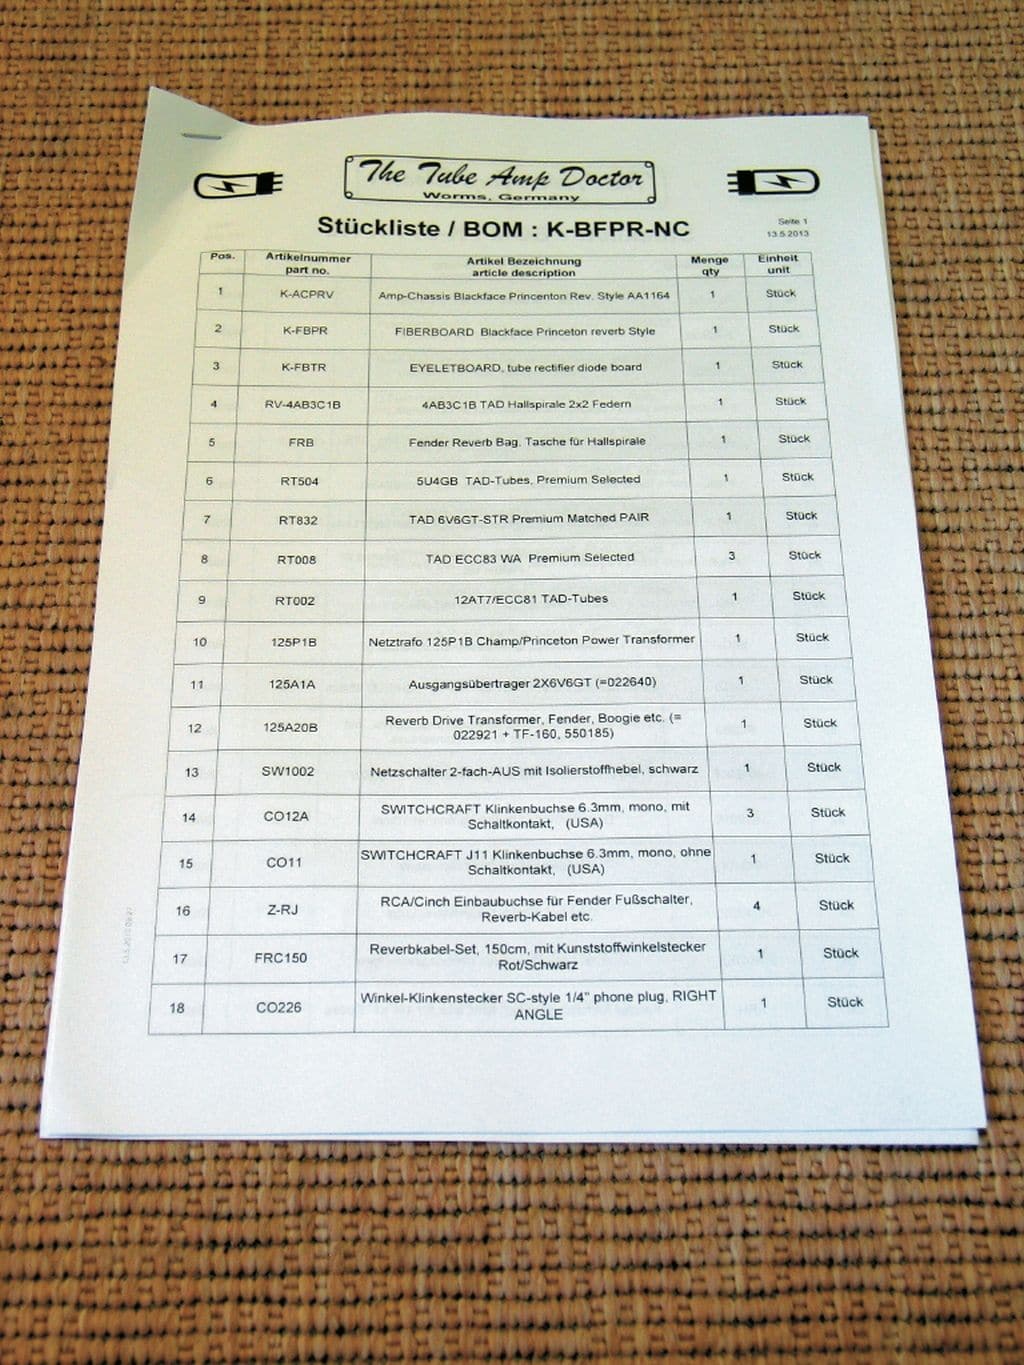 The Tube Amp Doctor
Worms, Germany
Stückliste / BOM : K-BFPR-NC
Seite 1
13.5.2013
Pos. Artikelnummer part no. Artikel Bezeichnung article description Menge qty Einheit unit
1 K-ACPRV Amp-Chassis Blackface Princenton Rev. Style AA1164 1 Stück
2 K-FBPR FIBERBOARD Blackface Princeton reverb Style 1 Stück
3 K-FBTR EYELETBOARD, tube rectifier diode board 1 Stück
4 RV-4AB3C1B 4AB3C1B TAD Hallspirale 2x2 Federn 1 Stück
5 FRB Fender Reverb Bag, Tasche für Hallspirale 1 Stück
6 RT504 5U4GB TAD-Tubes, Premium Selected 1 Stück
7 RT832 TAD 6V6GT-STR Premium Matched PAIR 1 Stück
8 RT008 TAD ECC83 WA Premium Selected 3 Stück
9 RT002 12AT7/ECC81 TAD-Tubes 1 Stück
10 125P1B Netztrafo 125P1B Champ/Princeton Power Transformer 1 Stück
11 125A1A Ausgangsübertrager 2X6V6GT (=022640) 1 Stück
12 125A20B Reverb Drive Transformer, Fender, Boogie etc. (=
022921 + TF-160, 550185) 1 Stück
13 SW1002 Netzschalter 2-fach-AUS mit Isolierstoffhebel, schwarz 1 Stück
14 CO12A SWITCHCRAFT Klinkenbuchse 6.3mm, mono, mit
Schaltkontakt, (USA) 3 Stück
15 CO11 SWITCHCRAFT J11 Klinkenbuchse 6.3mm, mono, ohne
Schaltkontakt, (USA) 1 Stück
16 Z-RJ RCA/Cinch Einbaubuchse für Fender Fußschalter,
Reverb-Kabel etc. 4 Stück
17 FRC150 Reverbkabel-Set, 150cm, mit Kunststoffwinkelstecker
Rot/Schwarz 1 Stück
18 CO226 Winkel-Klinkenstecker SC-style 1/4" phone plug, RIGHT
ANGLE 1 Stück